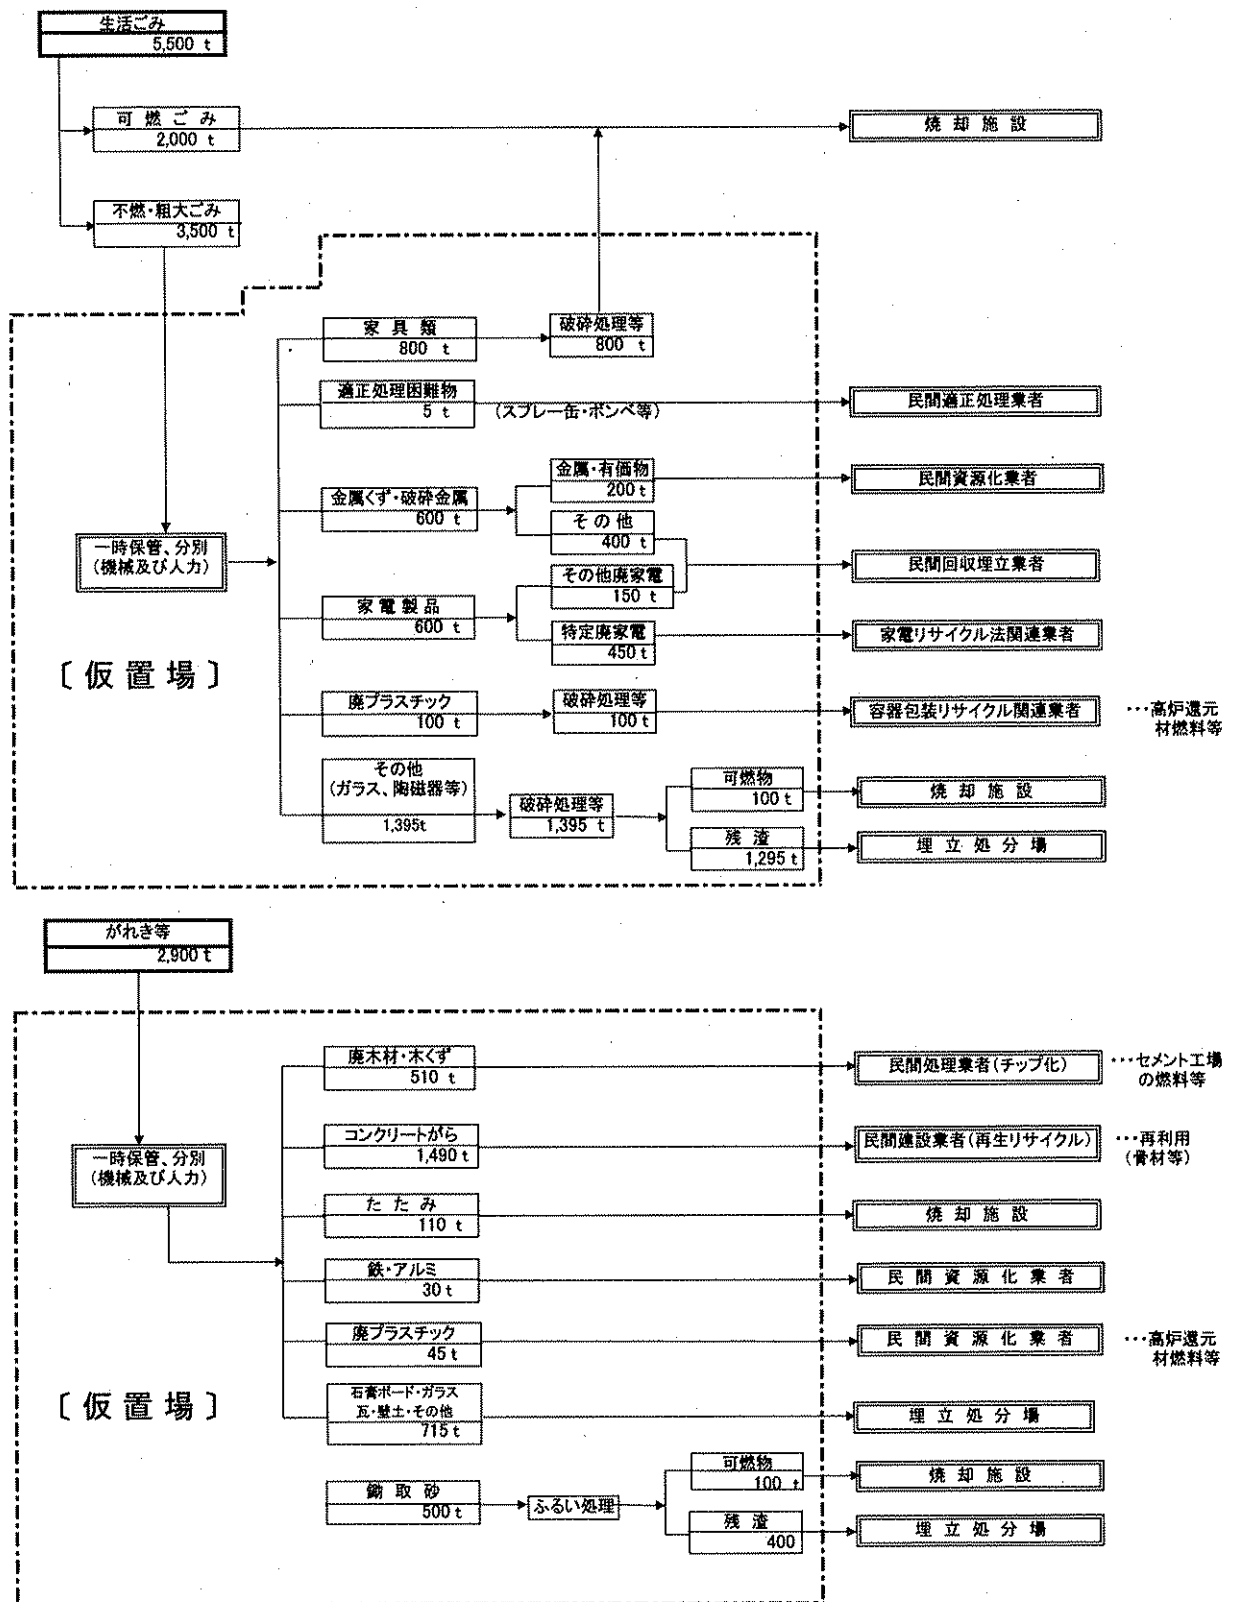 生活ごみ
5,500 t
可燃ごみ
2,000 t
焼却施設
不燃・粗大ごみ
3,500 t
家具類
800 t
破砕処理等
800 t
適正処理困難物
5 t
(スプレー缶・ボンベ等)
民間適正処理業者
金属くず・破砕金属
600 t
金属・有価物
200 t
民間資源化業者
その他
400 t
一時保管、分別
(機械及び人力)
その他廃家電
150 t
民間回収埋立業者
家電製品
600 t
特定廃家電
450 t
家電リサイクル法関連業者
〔仮置場〕
廃プラスチック
100 t
破砕処理等
100 t
容器包装リサイクル関連業者
…高炉還元
材燃料等
その他
(ガラス、陶磁器等)
1,395t
破砕処理等
1,395 t
可燃物
100 t
焼却施設
残渣
1,295 t
埋立処分場
がれき等
2,900 t
廃木材・木くず
510 t
民間処理業者(チップ化)
…セメント工場
の燃料等
一時保管、分別
(機械及び人力)
コンクリートがら
1,490 t
民間建設業者(再生リサイクル)
…再利用
(骨材等)
たたみ
110 t
焼却施設
鉄・アルミ
30 t
民間資源化業者
廃プラスチック
45 t
民間資源化業者
…高炉還元
材燃料等
〔仮置場〕
石膏ボード・ガラス
瓦・壁土・その他
715 t
埋立処分場
鋤取砂
500 t
ふるい処理
可燃物
100 t
焼却施設
残渣
400
埋立処分場